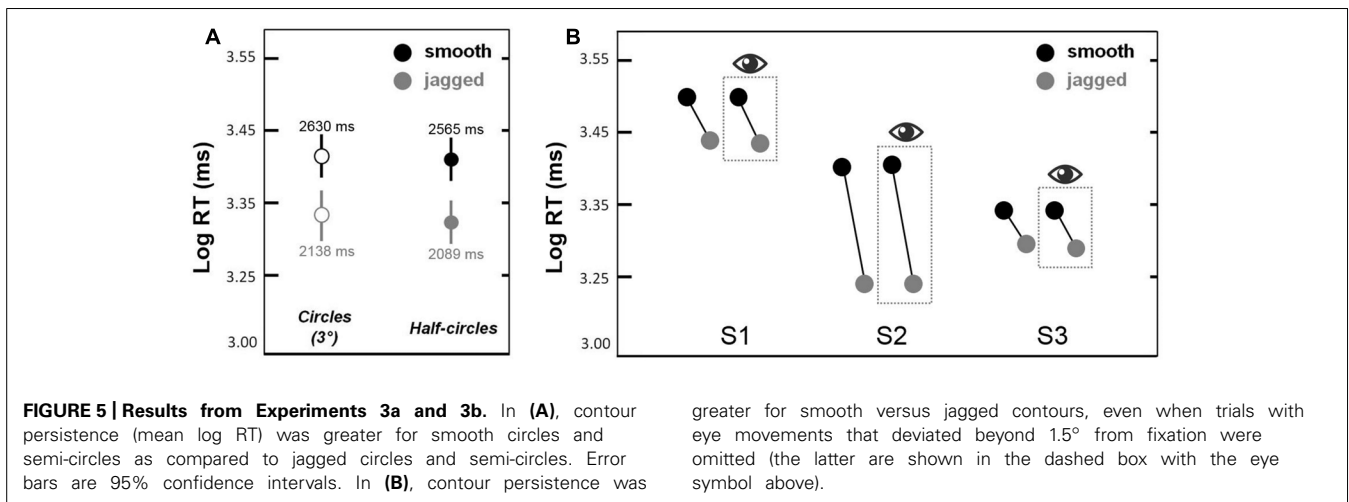 A
3.55
3.45
3.35
3.25
3.00
Log RT (ms)
smooth
jagged
2630 ms
2565 ms
2138 ms
2089 ms
Circles
(3°)
Half-circles
B
3.55
3.45
3.35
3.25
3.00
Log RT (ms)
smooth
jagged
S1
S2
S3
FIGURE 5 | Results from Experiments 3a and 3b. In (A), contour
persistence (mean log RT) was greater for smooth circles and
semi-circles as compared to jagged circles and semi-circles. Error
bars are 95% confidence intervals. In (B), contour persistence was
greater for smooth versus jagged contours, even when trials with
eye movements that deviated beyond 1.5° from fixation were
omitted (the latter are shown in the dashed box with the eye
symbol above).